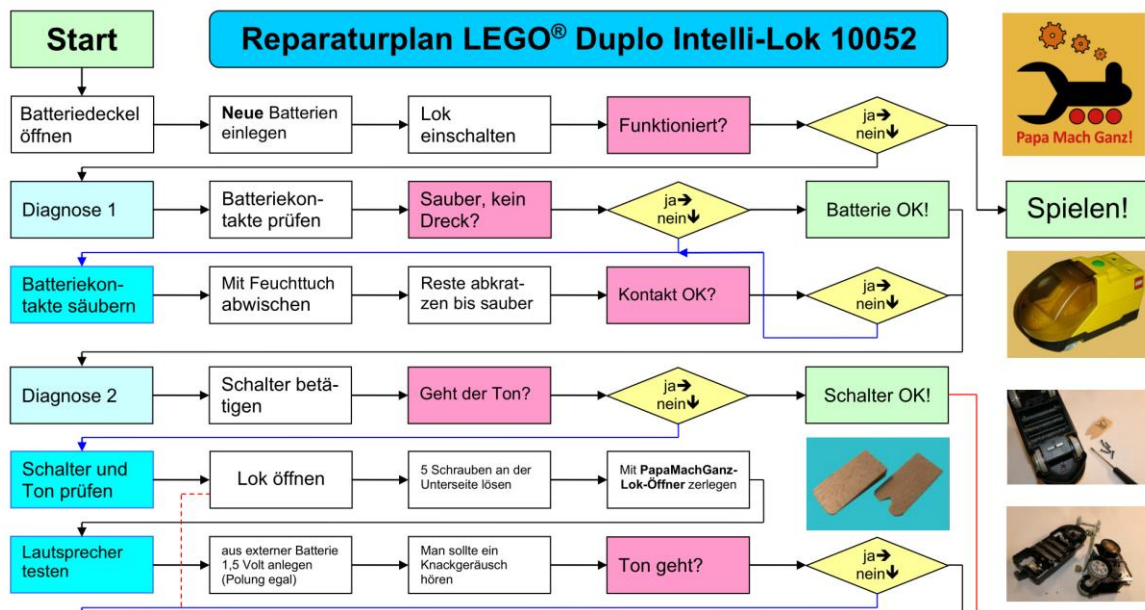 Start
Reparaturplan LEGO® Duplo Intelli-Lok 10052
Batteriedeckel
öffnen
Neue Batterien
einlegen
Lok
einschalten
Funktioniert?
ja➔
nein🡻
Papa Mach Ganz!
Diagnose 1
Batteriekon-
takte prüfen
Sauber, kein
Dreck?
ja➔
nein🡻
Batterie OK!
Spielen!
Batteriekon-
takte säubern
Mit Feuchttuch
abwischen
Reste abkrat-
zen bis sauber
Kontakt OK?
ja➔
nein🡻
Diagnose 2
Schalter betä-
tigen
Geht der Ton?
ja➔
nein🡻
Schalter OK!
Schalter und
Ton prüfen
Lok öffnen
5 Schrauben an der
Unterseite lösen
Mit PapaMachGanz-
Lok-Öffner zerlegen
Lautsprecher
testen
aus externer Batterie
1,5 Volt anlegen
(Polung egal)
Man sollte ein
Knackgeräusch
hören
Ton geht?
ja➔
nein🡻